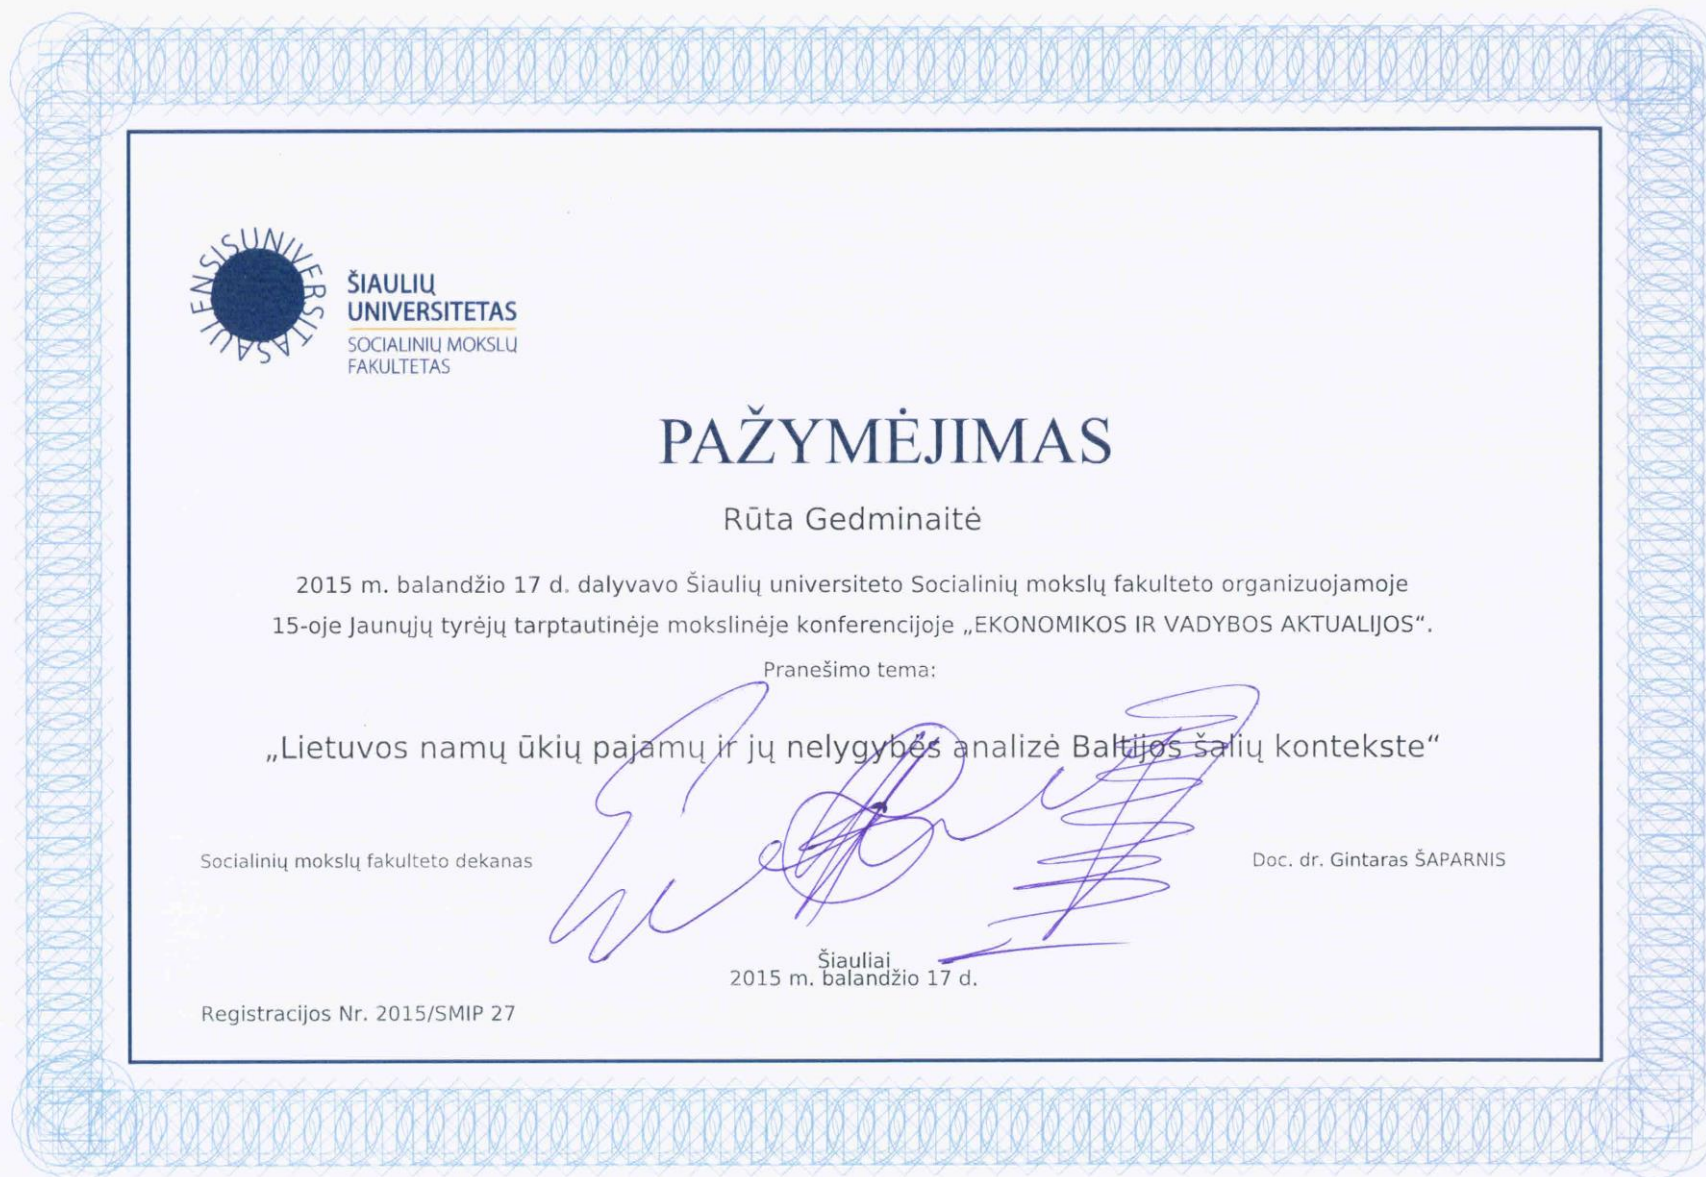 UNIVERSITAS SAULENSIS
ŠIAULIŲ
UNIVERSITETAS
SOCIALINIŲ MOKSLŲ
FAKULTETAS
PAŽYMĖJIMAS
Rūta Gedminaitė
2015 m. balandžio 17 d. dalyvavo Šiaulių universiteto Socialinių mokslų fakulteto organizuojamoje
15-oje Jaunųjų tyrėjų tarptautinėje mokslinėje konferencijoje „EKONOMIKOS IR VADYBOS AKTUALIJOS“.
Pranešimo tema:
„Lietuvos namų ūkių pajamų ir jų nelygybės analizė Baltijos šalių kontekste“
Socialinių mokslų fakulteto dekanas
Doc. dr. Gintaras ŠAPARNIS
Šiauliai
2015 m. balandžio 17 d.
Registracijos Nr. 2015/SMIP 27